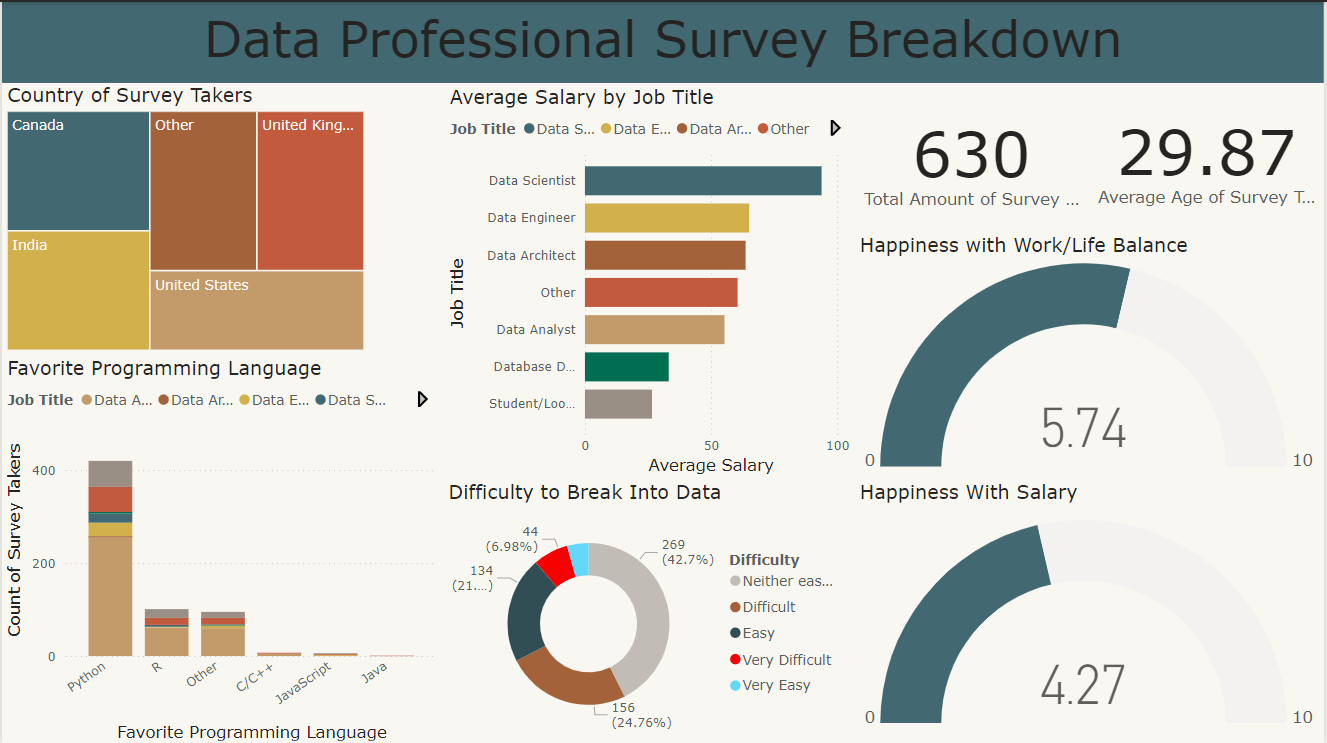 Data Professional Survey Breakdown
Country of Survey Takers
Canada
Other
United King...
India
United States
Average Salary by Job Title
Job Title Data S... Data E... Data Ar... Other
Job Title
Data Scientist
Data Engineer
Data Architect
Other
Data Analyst
Database D...
Student/Loo...
0 50 100
Average Salary
630
Total Amount of Survey ...
29.87
Average Age of Survey T...
Happiness with Work/Life Balance
5.74
0 10
Favorite Programming Language
Job Title Data A... Data Ar... Data E... Data S...
Count of Survey Takers
400
200
0
Python R Other C/C++ JavaScript Java
Favorite Programming Language
Difficulty to Break Into Data
44
(6.98%)
269
(42.7%)
134
(21....)
156
(24.76%)
Difficulty
Neither eas...
Difficult
Easy
Very Difficult
Very Easy
Happiness With Salary
4.27
0 10